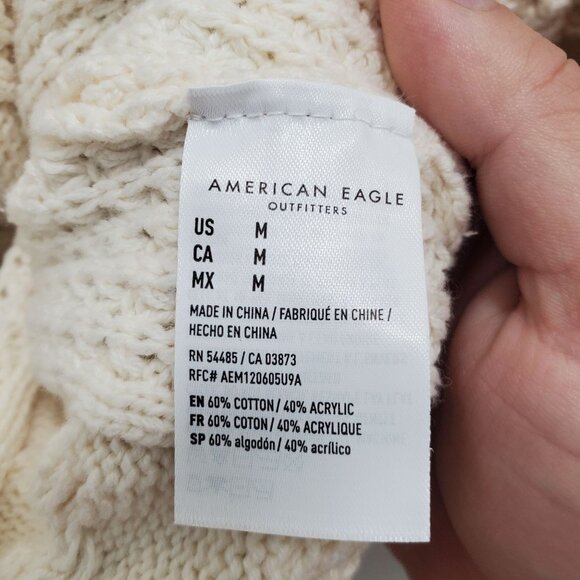 AMERICAN EAGLE
OUTFITTERS
US M
CA M
MX M
MADE IN CHINA / FABRIQUÉ EN CHINE /
HECHO EN CHINA
RN 54485 / CA 03873
RFC# AEM120605U9A
EN 60% COTTON / 40% ACRYLIC
FR 60% COTON / 40% ACRYLIQUE
SP 60% algodón / 40% acrílico